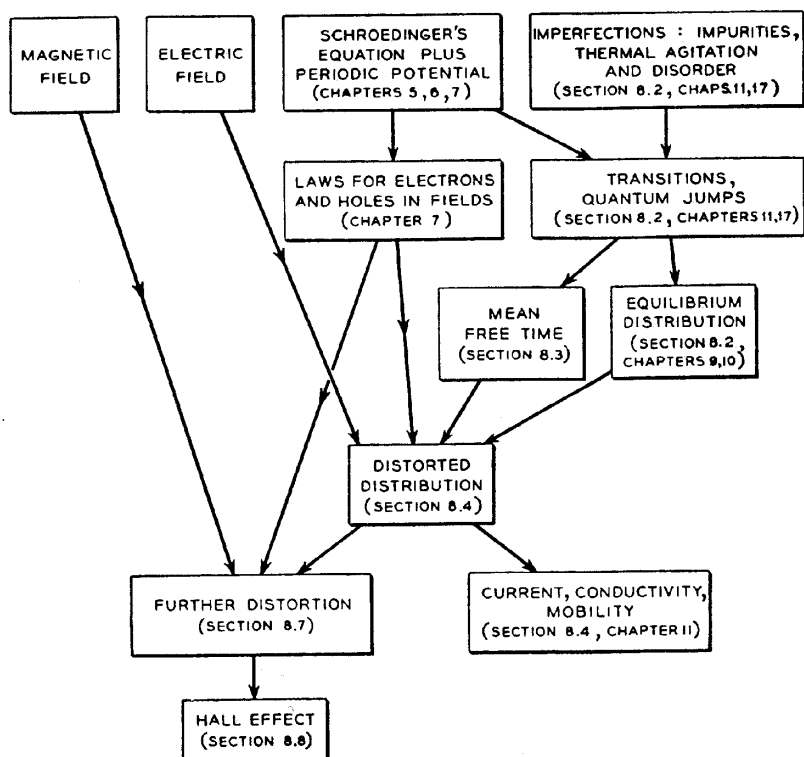 MAGNETIC
FIELD
ELECTRIC
FIELD
SCHROEDINGER'S
EQUATION PLUS
PERIODIC POTENTIAL
(CHAPTERS 5,6,7)
IMPERFECTIONS : IMPURITIES,
THERMAL AGITATION
AND DISORDER
(SECTION 8.2, CHAPS.11,17)
LAWS FOR ELECTRONS
AND HOLES IN FIELDS
(CHAPTER 7)
TRANSITIONS,
QUANTUM JUMPS
(SECTION 8.2, CHAPTERS 11,17)
MEAN
FREE TIME
(SECTION 8.3)
EQUILIBRIUM
DISTRIBUTION
(SECTION 8.2,
CHAPTERS 9,10)
DISTORTED
DISTRIBUTION
(SECTION 8.4)
FURTHER DISTORTION
(SECTION 8.7)
CURRENT, CONDUCTIVITY,
MOBILITY
(SECTION 8.4, CHAPTER 11)
HALL EFFECT
(SECTION 8.8)